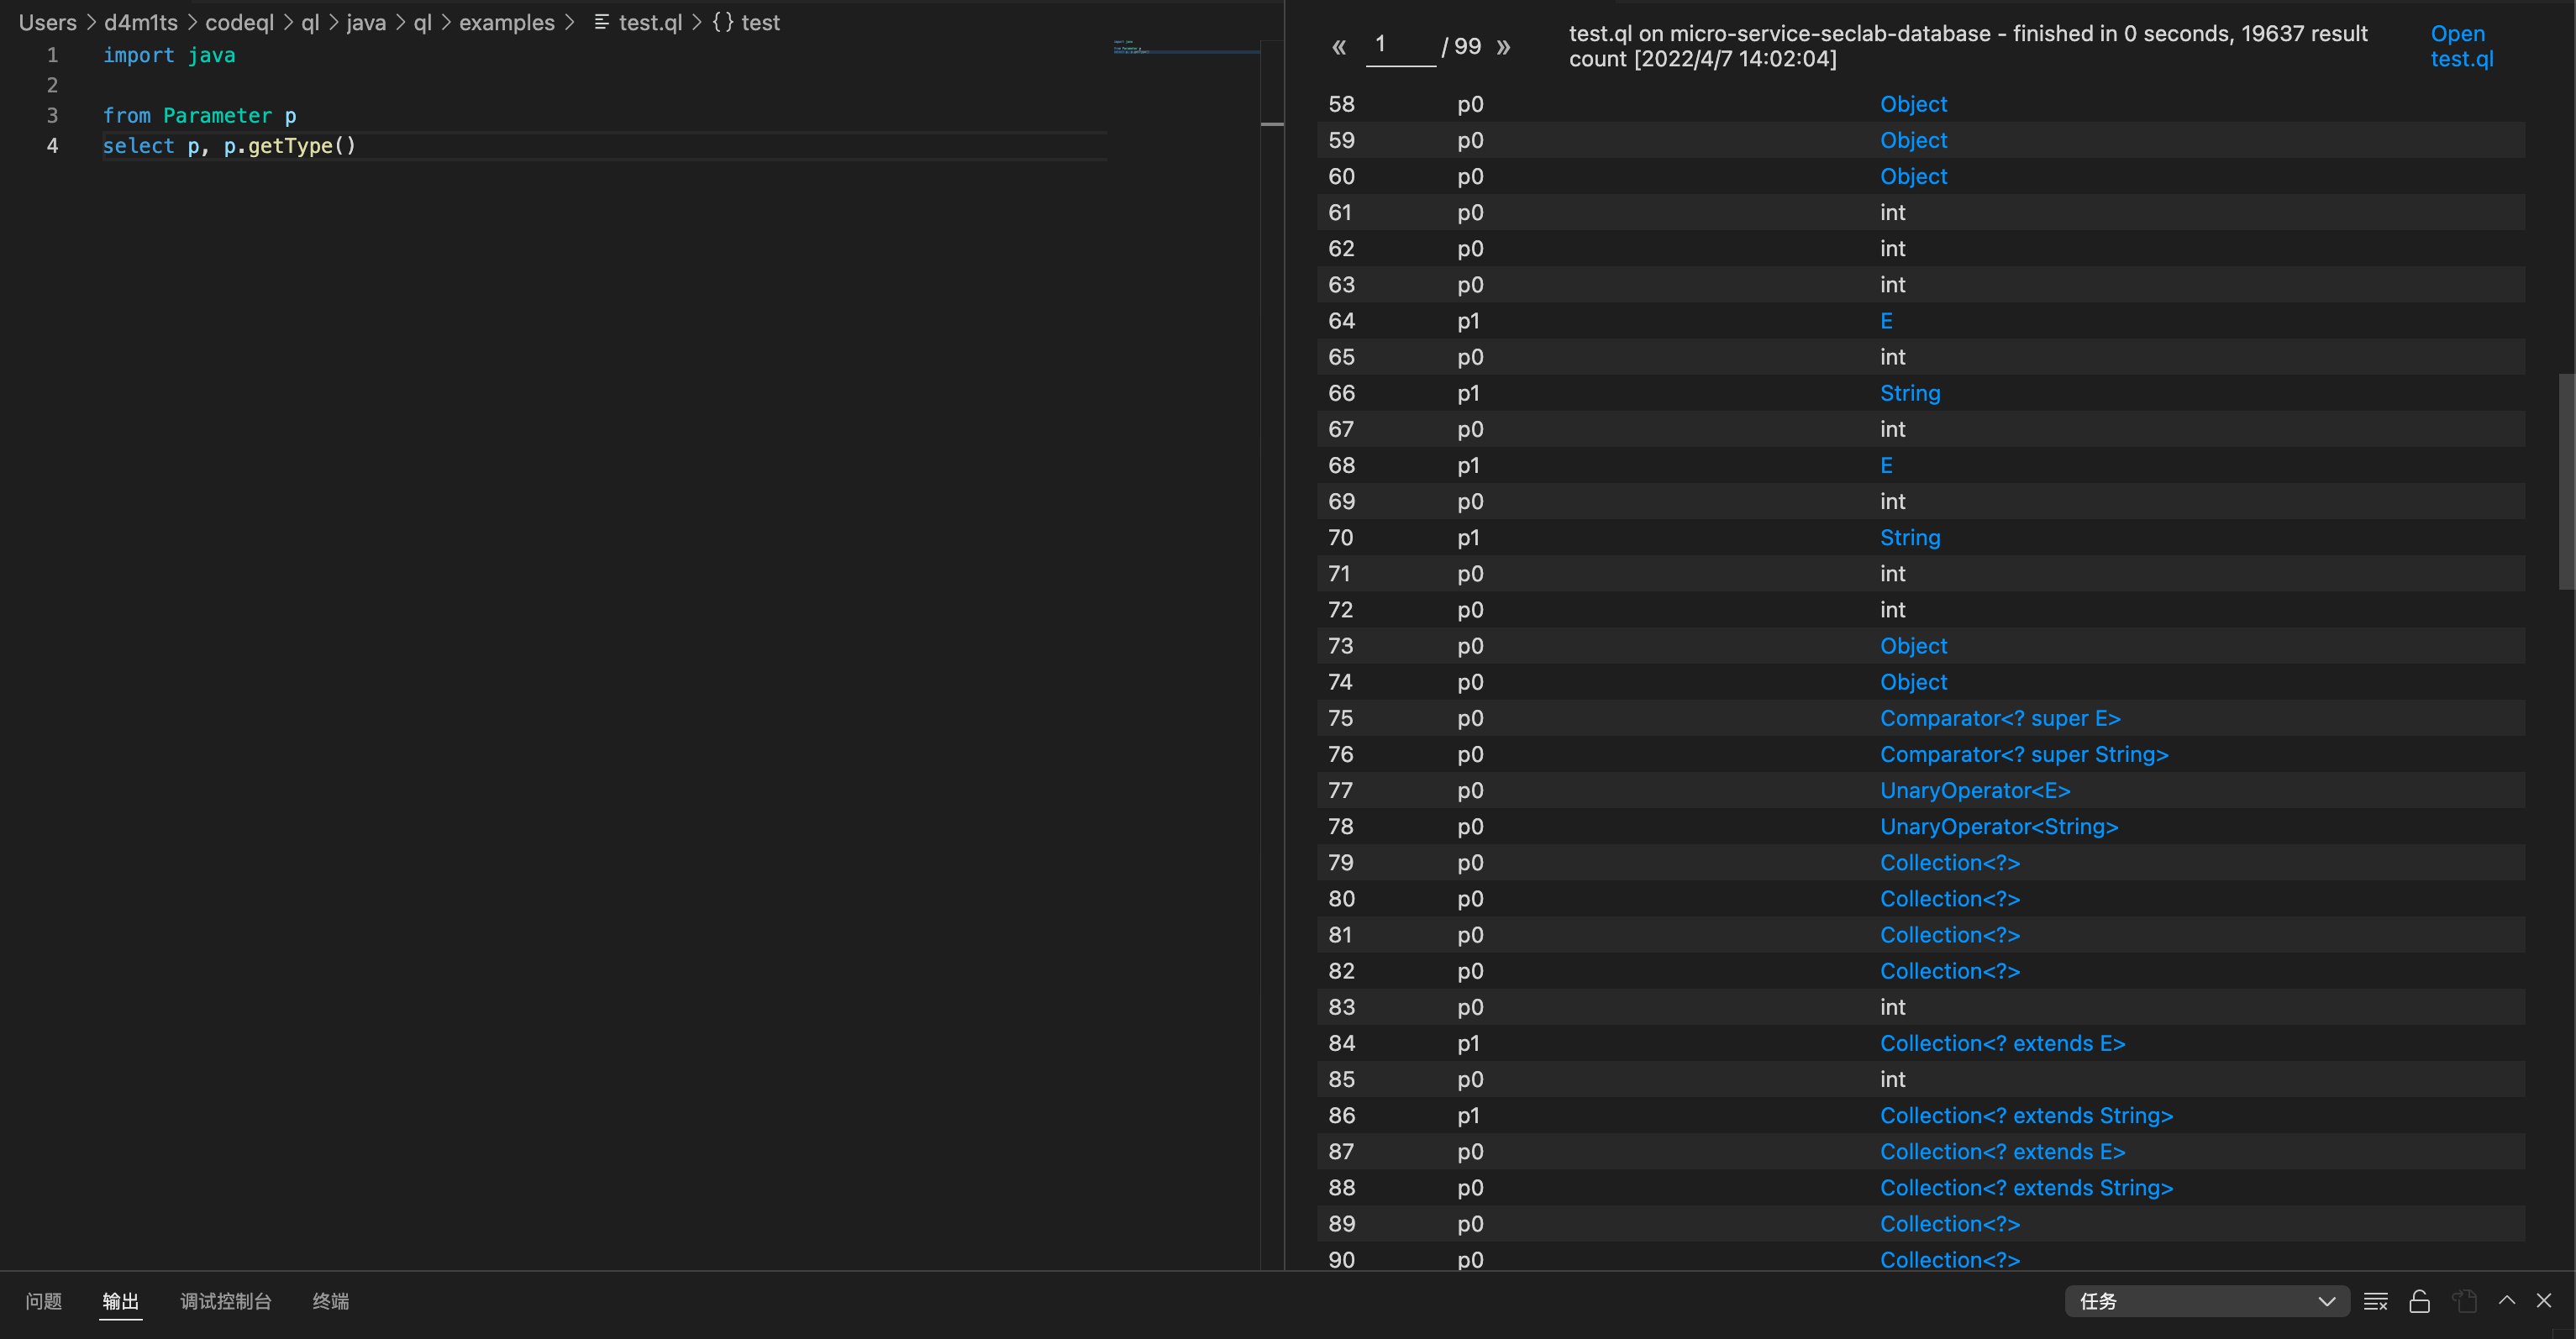 Users > d4m1ts > codeql > ql > java > ql > examples > test.ql > {} test
1 import java
2
3 from Parameter p
4 select p, p.getType()
« 1 / 99 »
test.ql on micro-service-seclab-database - finished in 0 seconds, 19637 result
count [2022/4/7 14:02:04]
Open
test.ql
58 p0 Object
59 p0 Object
60 p0 Object
61 p0 int
62 p0 int
63 p0 int
64 p1 E
65 p0 int
66 p1 String
67 p0 int
68 p1 E
69 p0 int
70 p1 String
71 p0 int
72 p0 int
73 p0 Object
74 p0 Object
75 p0 Comparator<? super E>
76 p0 Comparator<? super String>
77 p0 UnaryOperator<E>
78 p0 UnaryOperator<String>
79 p0 Collection<?>
80 p0 Collection<?>
81 p0 Collection<?>
82 p0 Collection<?>
83 p0 int
84 p1 Collection<? extends E>
85 p0 int
86 p1 Collection<? extends String>
87 p0 Collection<? extends E>
88 p0 Collection<? extends String>
89 p0 Collection<?>
90 p0 Collection<?>
问题 输出 调试控制台 终端 任务